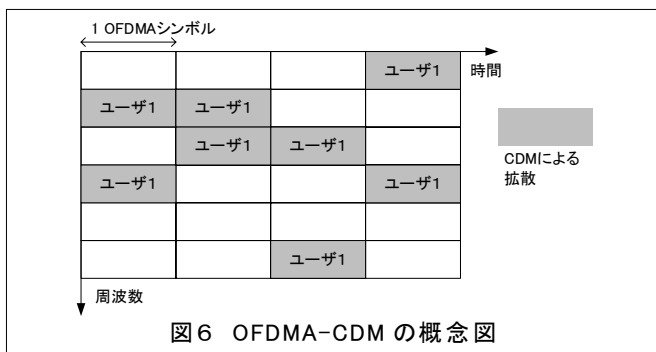 1 OFDMAシンボル
時間
ユーザ1
ユーザ1 ユーザ1
ユーザ1 ユーザ1
ユーザ1 ユーザ1
ユーザ1
CDMによる
拡散
周波数
図6 OFDMA-CDM の概念図